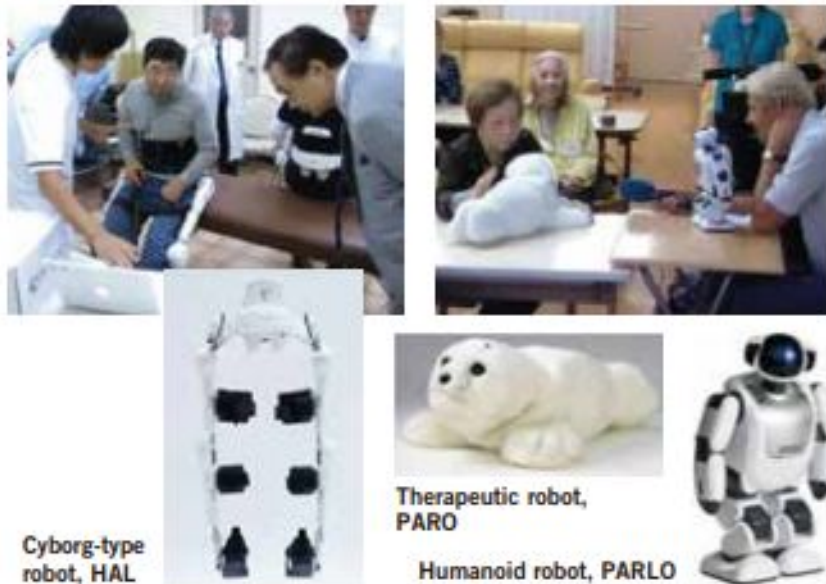 Cyborg-type
robot, HAL
Therapeutic robot,
PARO
Humanoid robot, PARLO